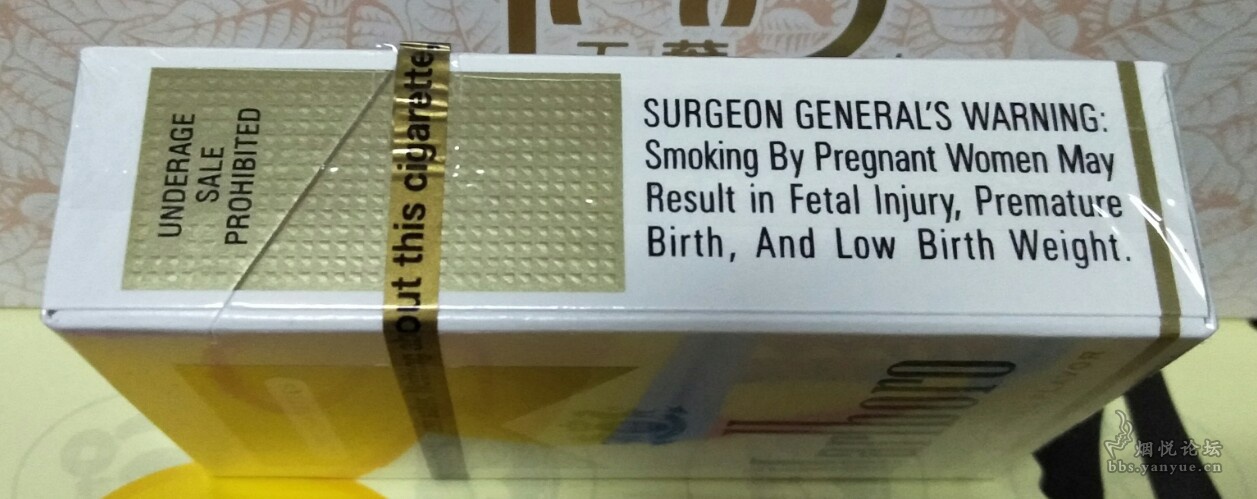 UNDERAGE
SALE
PROHIBITED
out this cigarette
SURGEON GENERAL'S WARNING:
Smoking By Pregnant Women May
Result in Fetal Injury, Premature
Birth, And Low Birth Weight.
FLAVOR
烟悦论坛
bbs.yanyue.cn